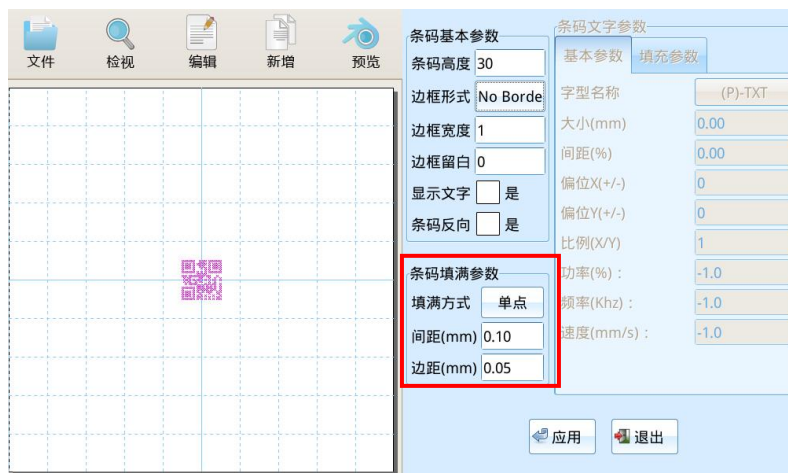 文件 检视 编辑 新增 预览
条码基本参数
条码高度 30
边框形式 No Borde
边框宽度 1
边框留白 0
显示文字 是
条码反向 是
条码填满参数
填满方式 单点
间距(mm) 0.10
边距(mm) 0.05
条码文字参数
基本参数 填充参数
字型名称 (P)-TXT
大小(mm) 0.00
间距(%) 0.00
偏位X(+/-) 0
偏位Y(+/-) 0
比例(X/Y) 1
功率(%)： -1.0
频率(Khz)： -1.0
速度(mm/s)： -1.0
应用 退出